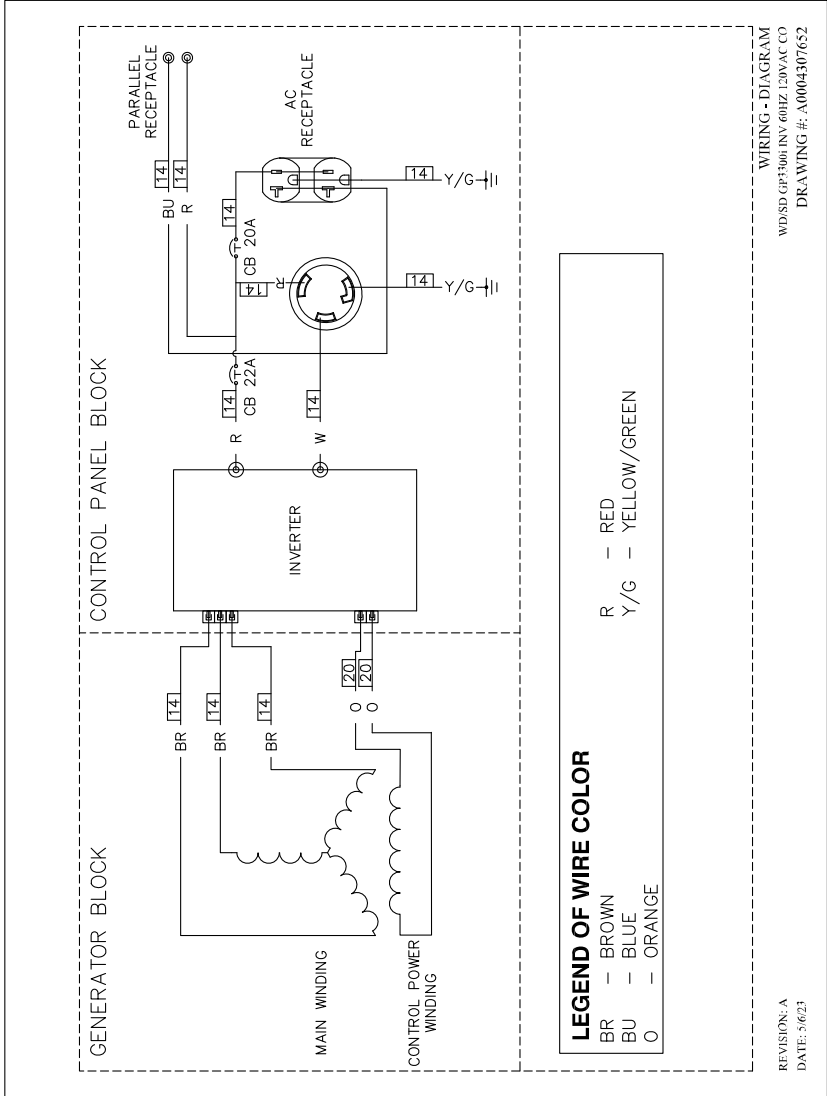 GENERATOR BLOCK
CONTROL PANEL BLOCK
PARALLEL
RECEPTACLE
14
BU
14
R
AC
RECEPTACLE
14
CB 20A
14
R
14
Y/G
14
Y/G
14
CB 22A
R
14
W
INVERTER
14
BR
14
BR
14
BR
20
O
20
O
MAIN WINDING
CONTROL POWER
WINDING
LEGEND OF WIRE COLOR
BR - BROWN
BU - BLUE
O - ORANGE
R - RED
Y/G - YELLOW/GREEN
REVISION: A
DATE: 5/6/23
WIRING - DIAGRAM
WD/SD GP3300i INV 60HZ 120VAC CO
DRAWING #: A0004307652